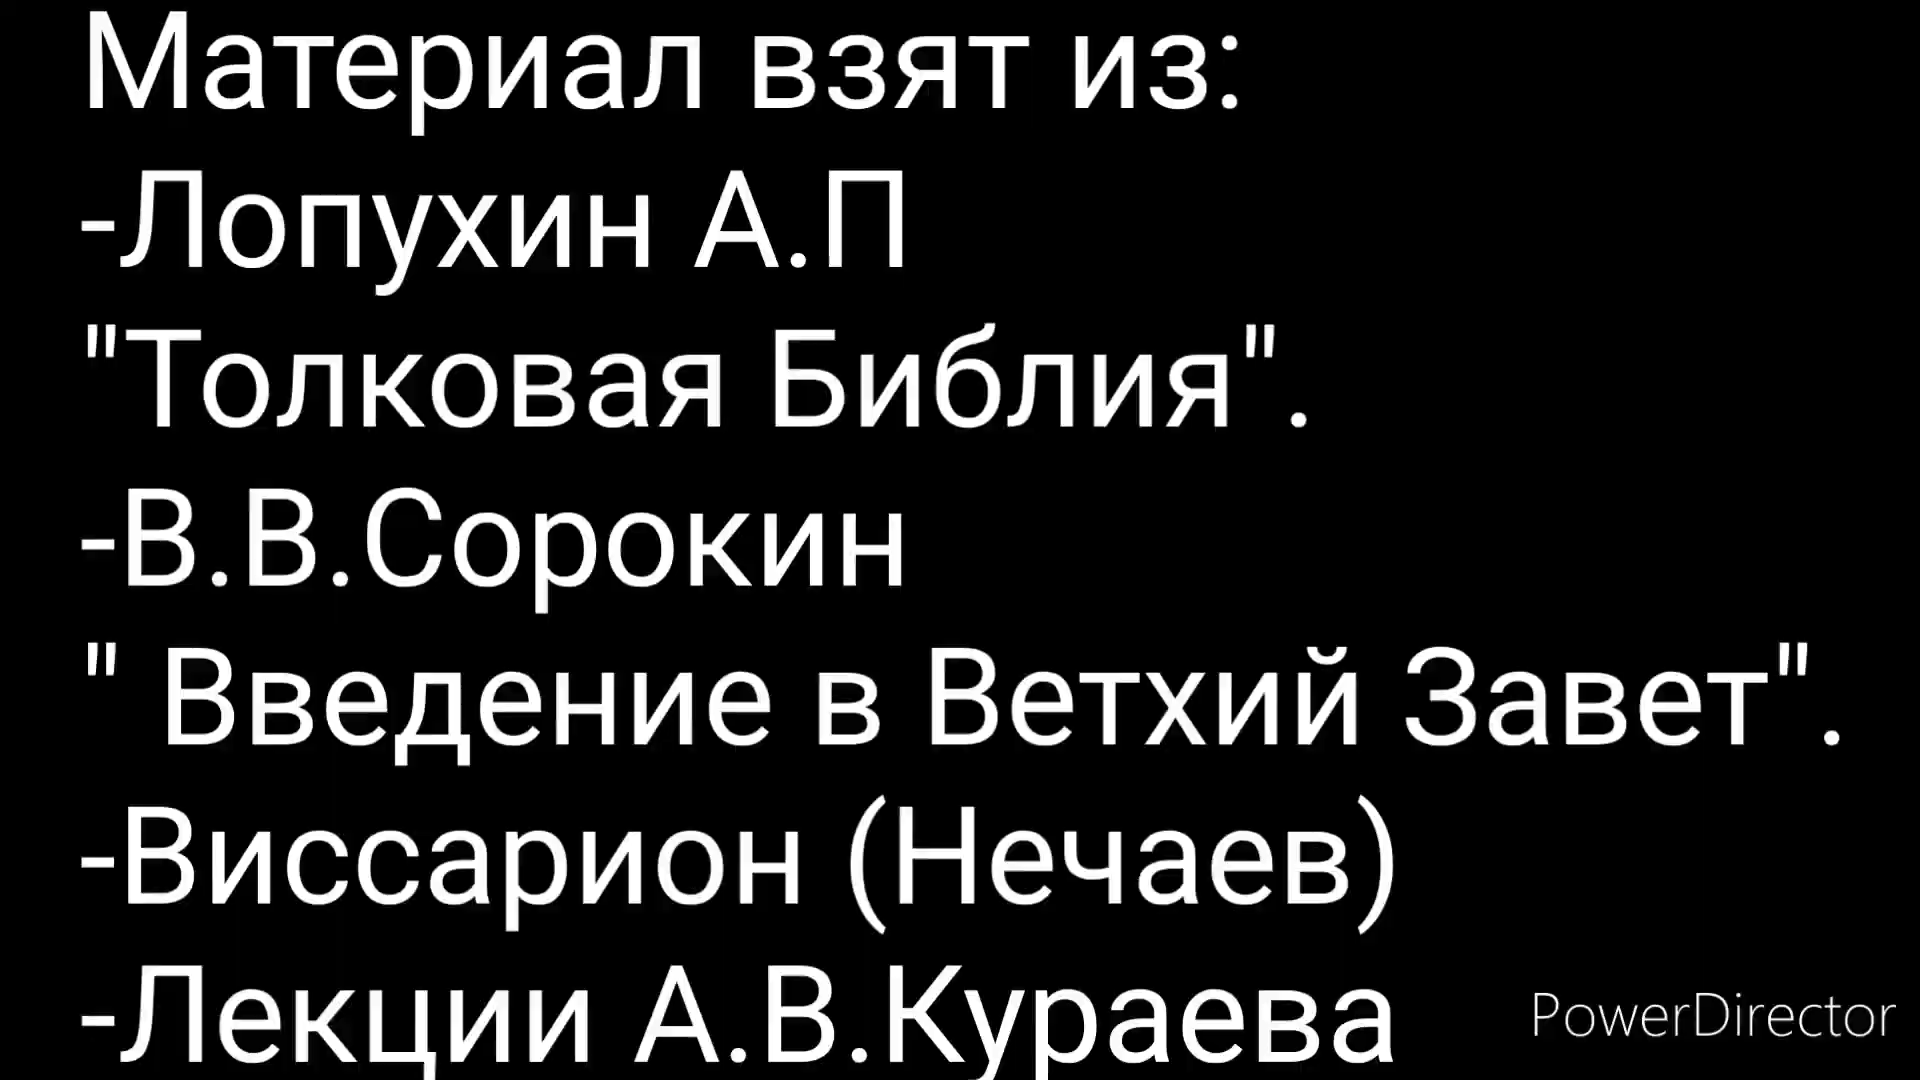 Материал взят из:
-Лопухин А.П
"Толковая Библия".
-В.В.Сорокин
" Введение в Ветхий Завет".
-Виссарион (Нечаев)
-Лекции А.В.Кураева
PowerDirector